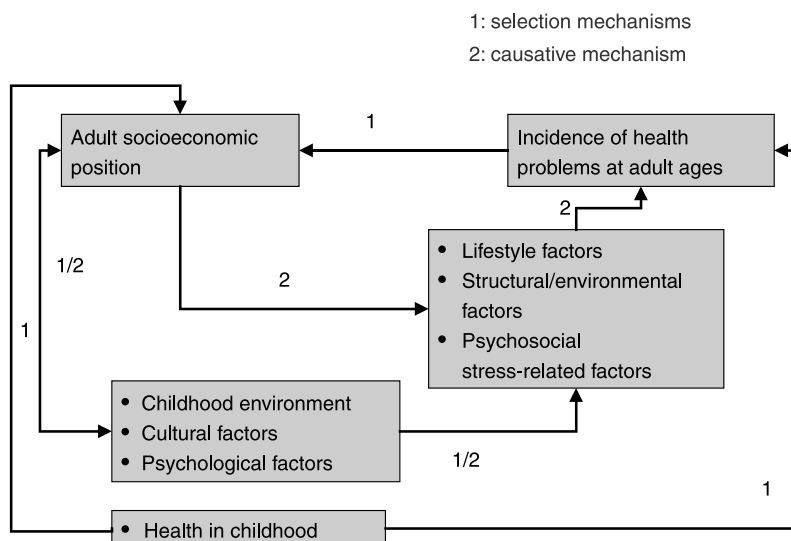 1: selection mechanisms
2: causative mechanism
Adult socioeconomic
position
1
Incidence of health
problems at adult ages
2
1/2
2
1
• Lifestyle factors
• Structural/environmental
factors
• Psychosocial
stress-related factors
• Childhood environment
• Cultural factors
• Psychological factors
1/2
1
• Health in childhood